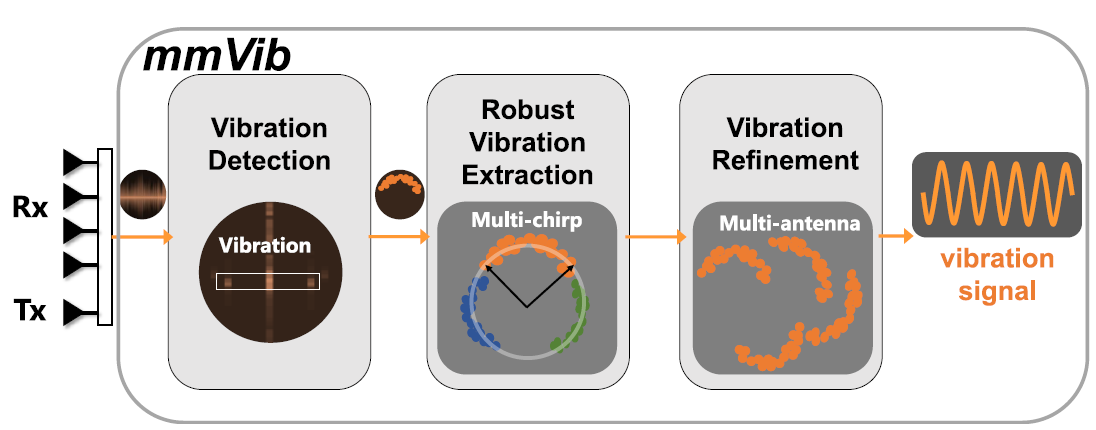 mmVib
Rx
Tx
Vibration
Detection
Vibration
Robust
Vibration
Extraction
Multi-chirp
Vibration
Refinement
Multi-antenna
vibration
signal